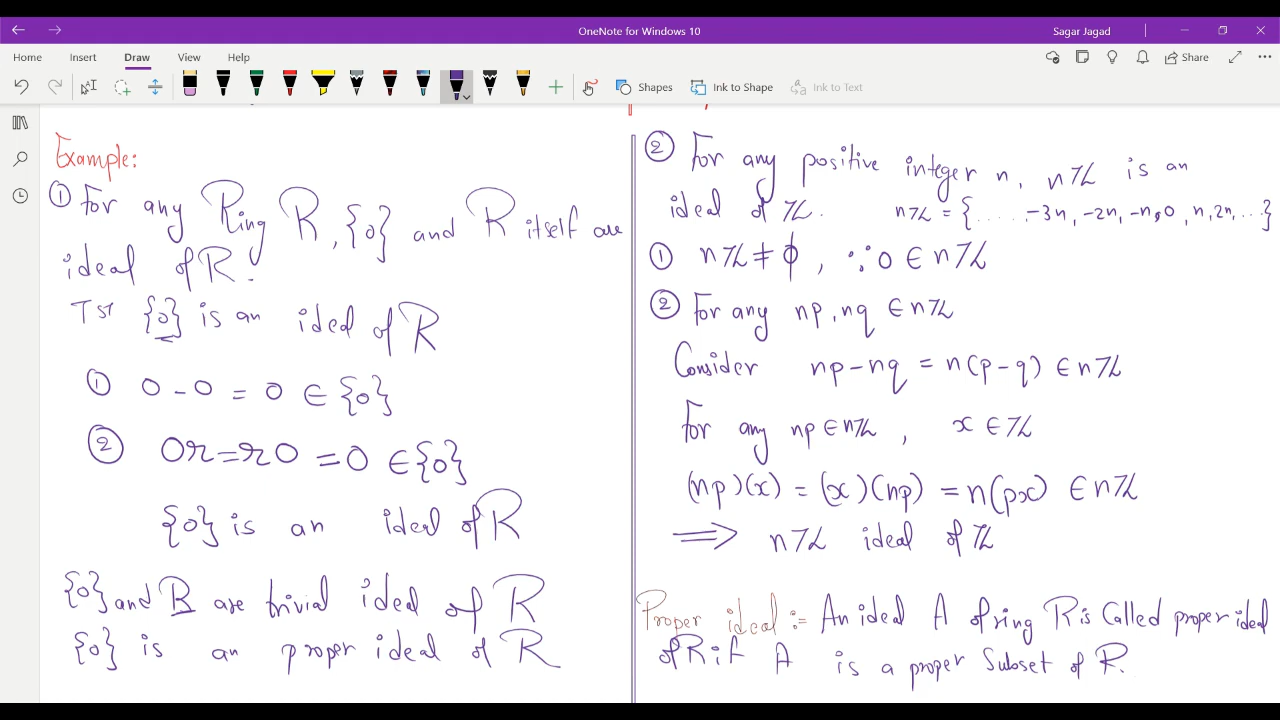 OneNote for Windows 10
Sagar Jagad
Home Insert Draw View Help
Share
Shapes Ink to Shape Ink to Text
Example:
① For any Ring R, {0} and R itself are
ideal of R.
TST {0} is an ideal of R
① 0 - 0 = 0 ∈ {0}
② 0r = r0 = 0 ∈ {0}
{0} is an ideal of R
{0} and R are trivial ideal of R
{0} is an proper ideal of R
② For any positive integer n, nℤ is an
ideal of ℤ. nℤ = {......, -3n, -2n, -n, 0, n, 2n, ...}
① nℤ ≠ ϕ, ∵ 0 ∈ nℤ
② For any np, nq ∈ nℤ
Consider np - nq = n(p - q) ∈ nℤ
For any np ∈ nℤ, x ∈ ℤ
(np)(x) = (x)(np) = n(px) ∈ nℤ
⟹ nℤ ideal of ℤ
Proper ideal := An ideal A of ring R is Called proper ideal
of R if A is a proper Subset of R.